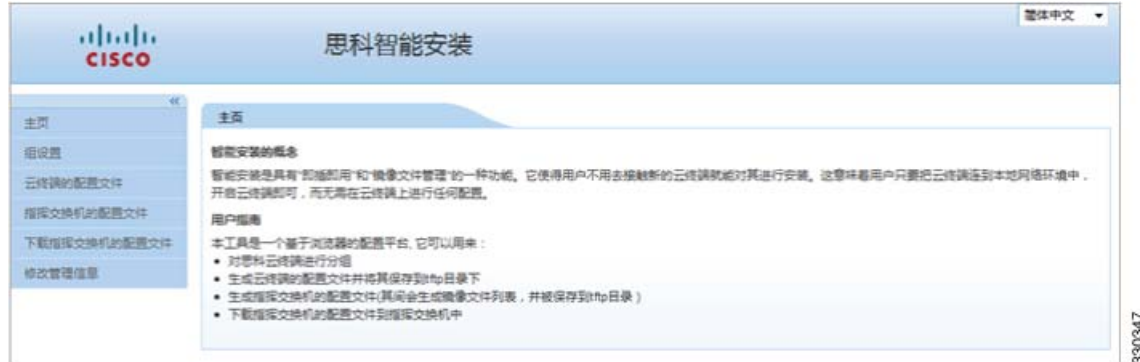 简体中文
CISCO
思科智能安装
主页
组设置
云终端的配置文件
指挥交换机的配置文件
下载指挥交换机的配置文件
修改管理信息
主页
智能安装的概念
智能安装是具有"即插即用"和"镜像文件管理"的一种功能。它使得用户不用去接触新的云终端就能对其进行安装。这意味着用户只要把云终端连到本地网络环境中，
开启云终端即可，而无需在云终端上进行任何配置。
用户指南
本工具是一个基于浏览器的配置平台, 它可以用来：
• 对思科云终端进行分组
• 生成云终端的配置文件并将其保存到tftp目录下
• 生成指挥交换机的配置文件(其间会生成镜像文件列表，并被保存到tftp目录）
• 下载指挥交换机的配置文件到指挥交换机中
330347